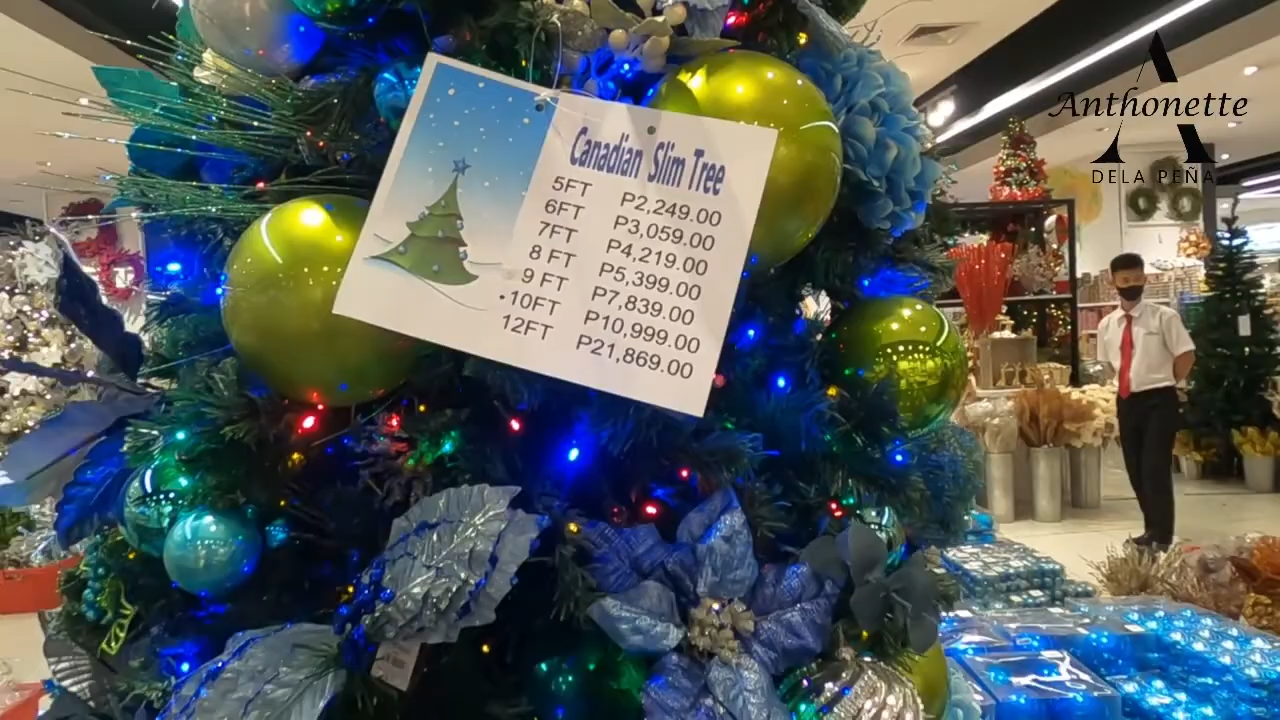 Canadian Slim Tree
5FT P2,249.00
6FT P3,059.00
7FT P4,219.00
8 FT P5,399.00
9 FT P7,839.00
•10FT P10,999.00
12FT P21,869.00
Anthonette
DELA PEÑA